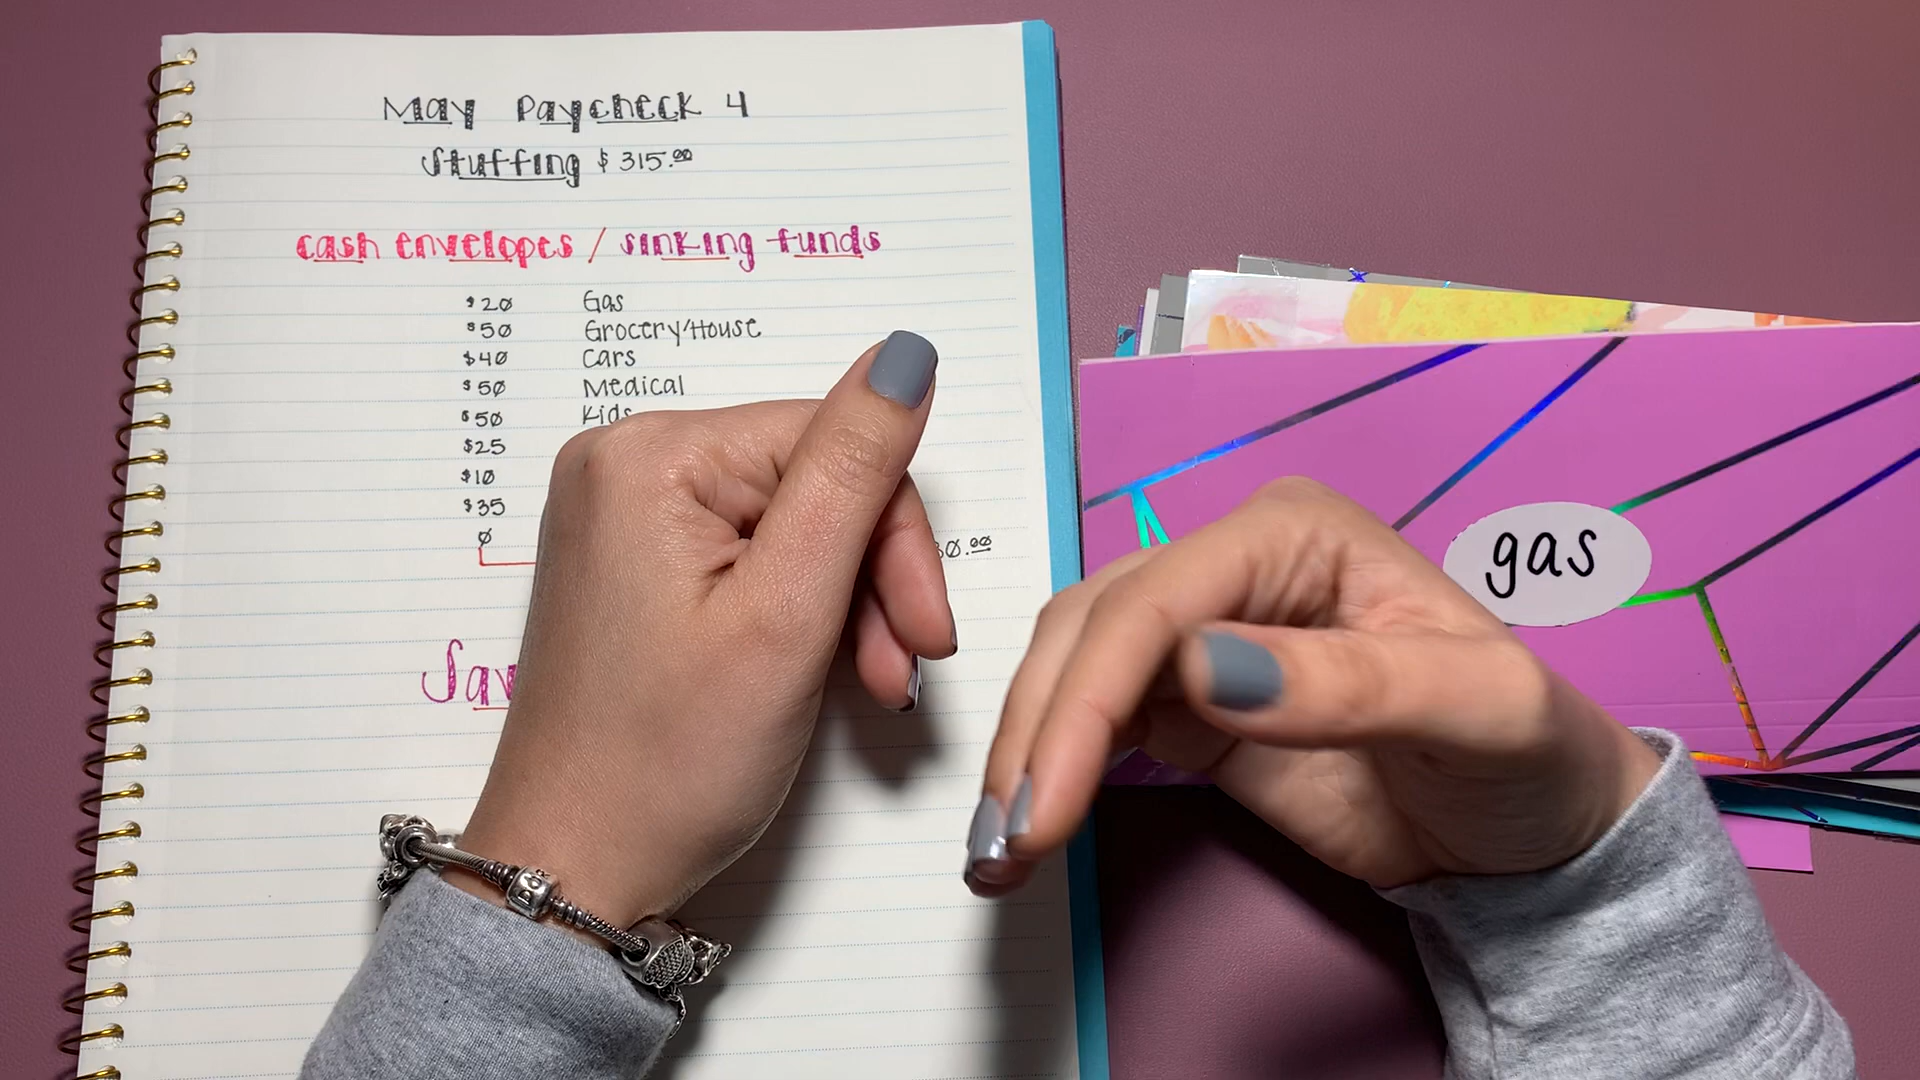 May Paycheck 4
Stuffing $315.00
cash envelopes / sinking funds
$20 Gas
$50 Grocery/House
$40 Cars
$50 Medical
$50 Kids
$25
$10
$35
0
gas